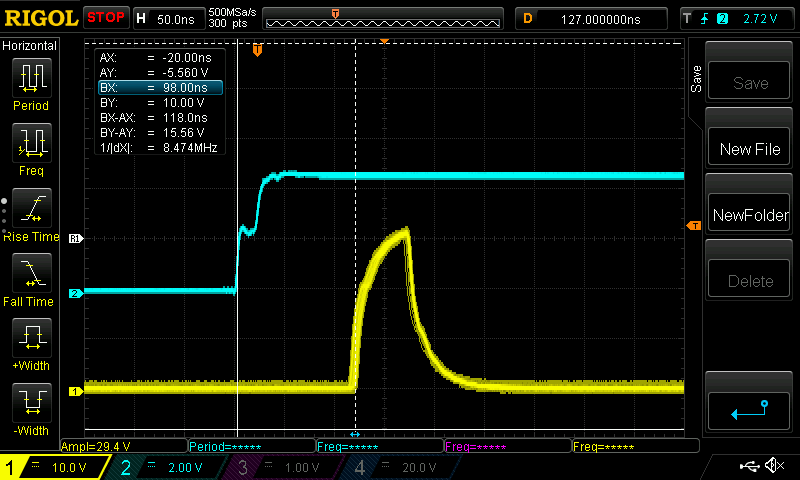 RIGOL STOP H 50.0ns 500MSa/s D 127.000000ns T 2 2.72 V
300 pts
Horizontal
Period
Freq
Rise Time
Fall Time
+Width
-Width
T
AX: = -20.00ns
AY: = -5.560 V
BX: = 98.00ns
BY: = 10.00 V
BX-AX: = 118.0ns
BY-AY: = 15.56 V
1/|dX|: = 8.474MHz
R1
2
1
T
Save
Save
New File
NewFolder
Delete
Ampl=29.4 V Period=***** Freq=***** Freq=***** Freq=*****
1 = 10.0 V 2 = 2.00 V 3 = 1.00 V 4 = 20.0 V